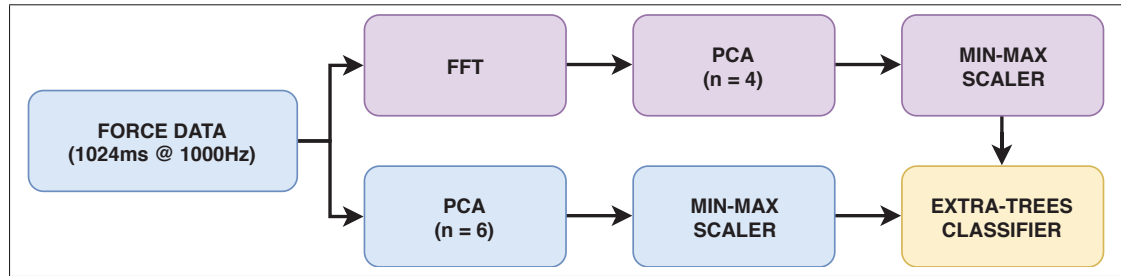 FFT
PCA
(n = 4)
MIN-MAX
SCALER
FORCE DATA
(1024ms @ 1000Hz)
PCA
(n = 6)
MIN-MAX
SCALER
EXTRA-TREES
CLASSIFIER